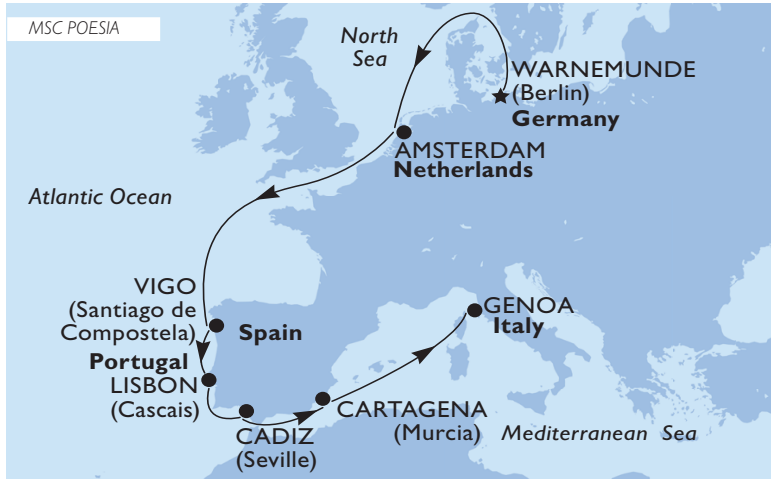 MSC POESIA
North
Sea
WARNEMUNDE
(Berlin)
Germany
AMSTERDAM
Netherlands
Atlantic Ocean
VIGO
(Santiago de
Compostela)
Spain
GENOA
Italy
Portugal
LISBON
(Cascais)
CARTAGENA
(Murcia)
CADIZ
(Seville)
Mediterranean Sea